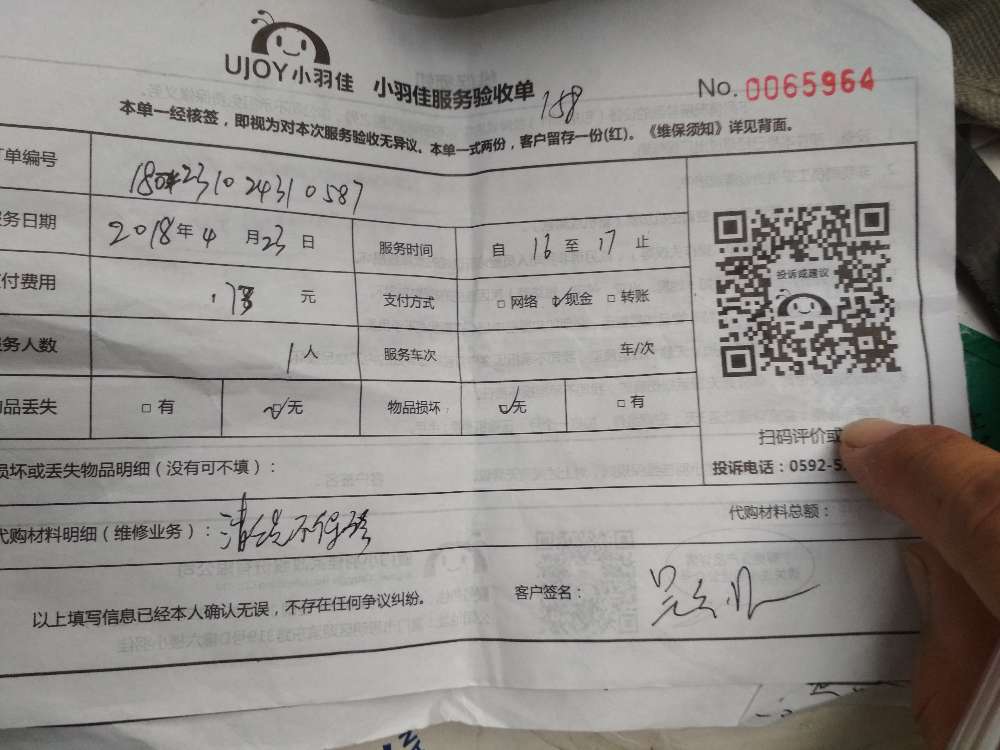 UJOY小羽佳 小羽佳服务验收单 158 No. 0065964
本单一经核签，即视为对本次服务验收无异议。本单一式两份，客户留存一份(红)。《维保须知》详见背面。
订单编号
服务日期 2018年4月23日 服务时间 自16至17止
投诉或建议
付费用 元 支付方式 □网络 ☑现金 □转账
服务人数 1人 服务车次 车/次
物品丢失 □有 ☑无 物品损坏 ☑无 □有
扫码评价或
投诉电话：0592-5
损坏或丢失物品明细（没有可不填）：
代购材料明细（维修业务）：清洗不保 代购材料总额：
以上填写信息已经本人确认无误，不存在任何争议纠纷。 客户签名：